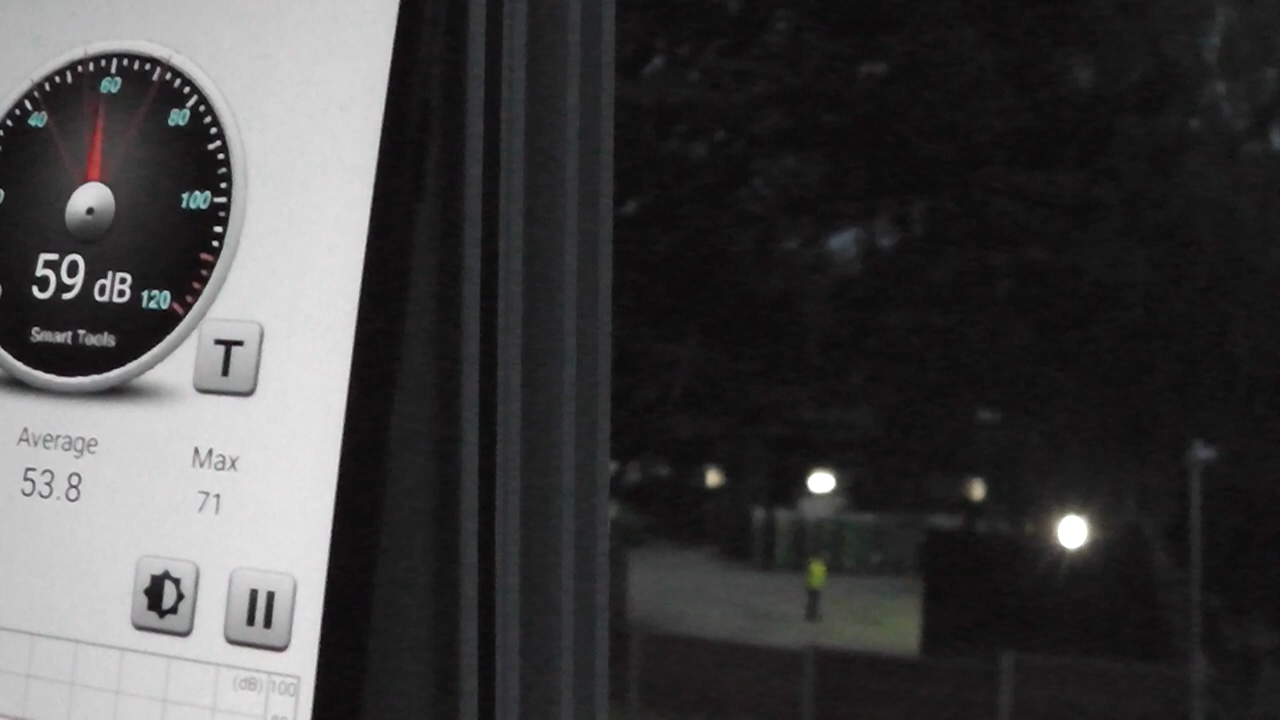 60
40
80
100
59 dB
120
Smart Tools
T
Average
Max
53.8
71
(dB)
100